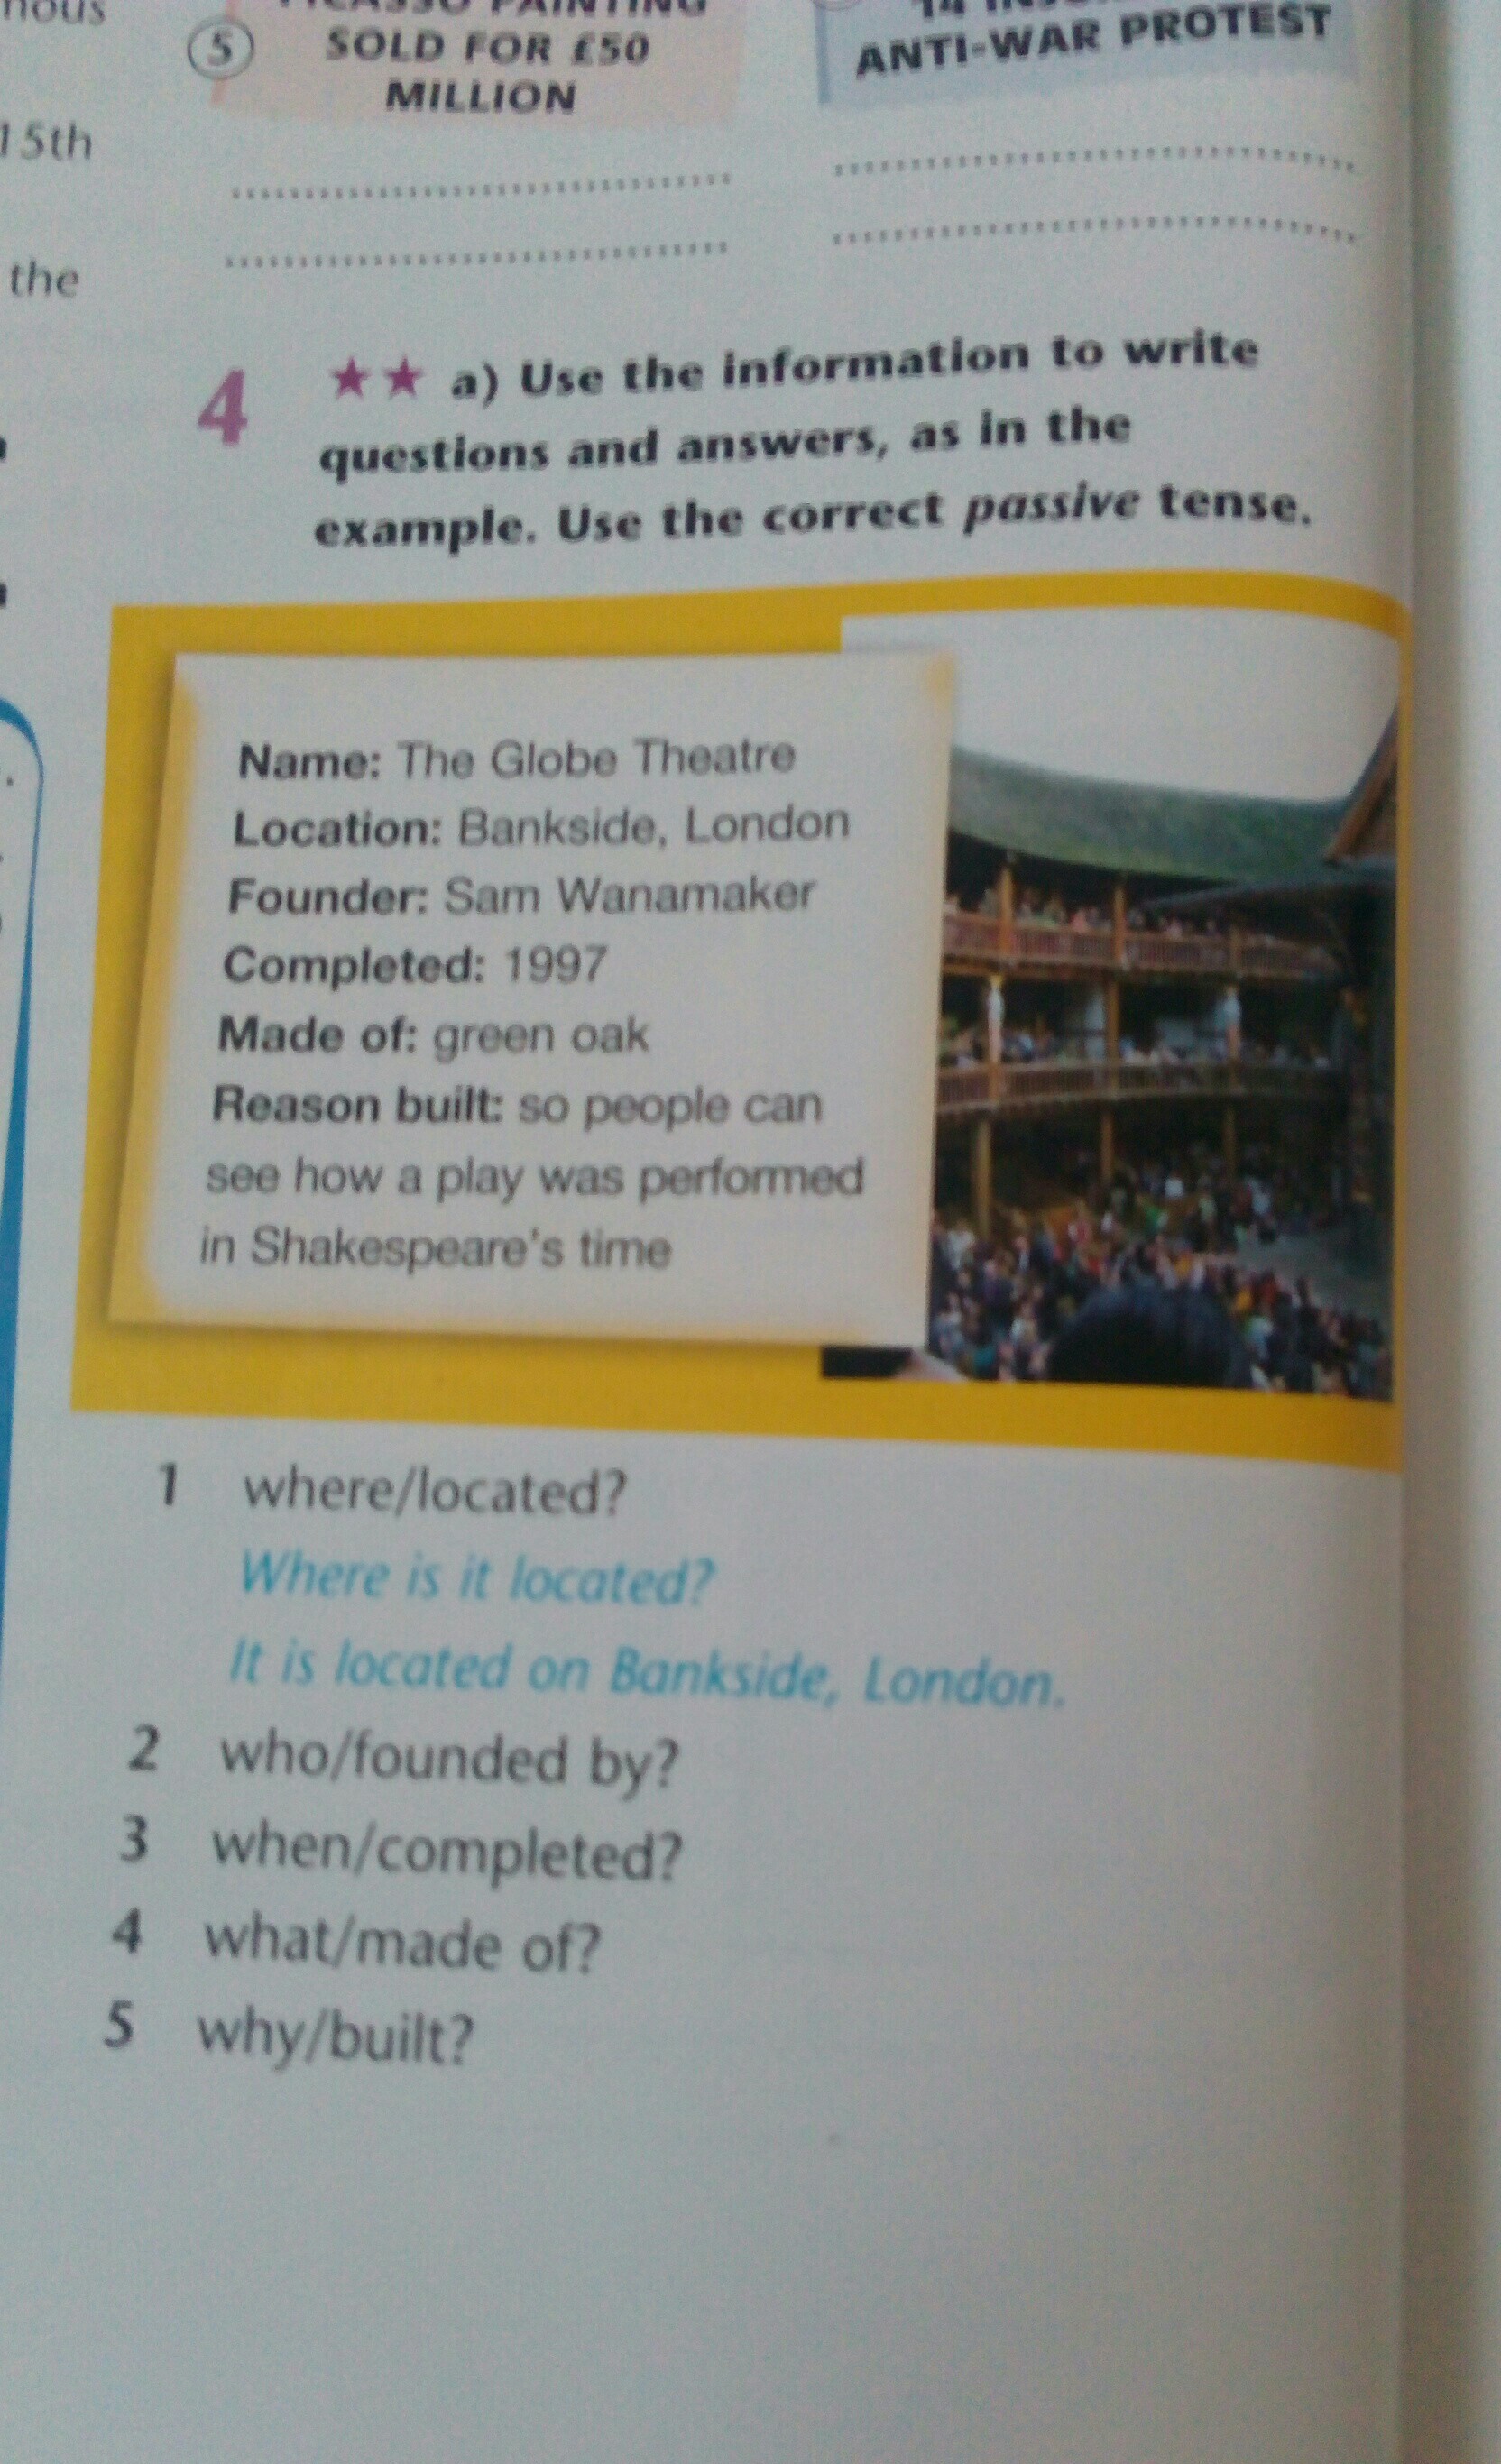 5
SOLD FOR £50
MILLION
ANTI-WAR PROTEST
15th
the
4 ★★ a) Use the information to write
questions and answers, as in the
example. Use the correct passive tense.
Name: The Globe Theatre
Location: Bankside, London
Founder: Sam Wanamaker
Completed: 1997
Made of: green oak
Reason built: so people can
see how a play was performed
in Shakespeare's time
1 where/located?
Where is it located?
It is located on Bankside, London.
2 who/founded by?
3 when/completed?
4 what/made of?
5 why/built?